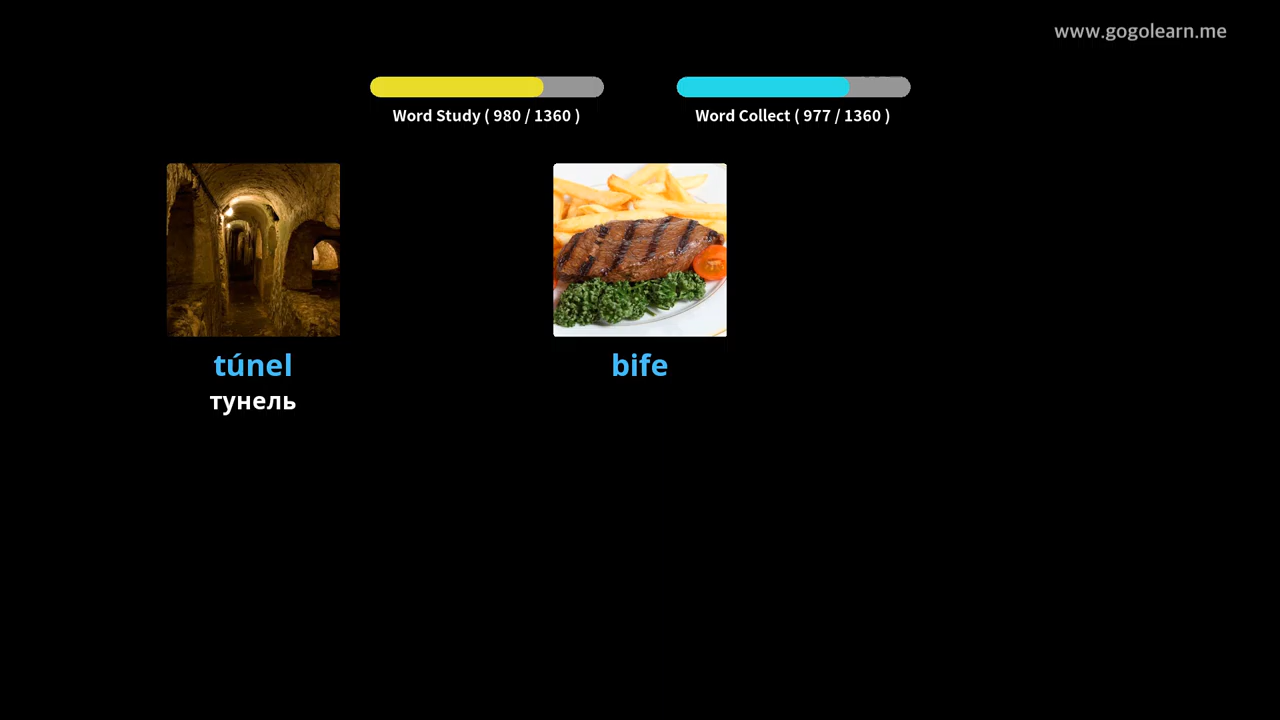 www.gogolearn.me
Word Study ( 980 / 1360 )
Word Collect ( 977 / 1360 )
túnel
тунель
bife